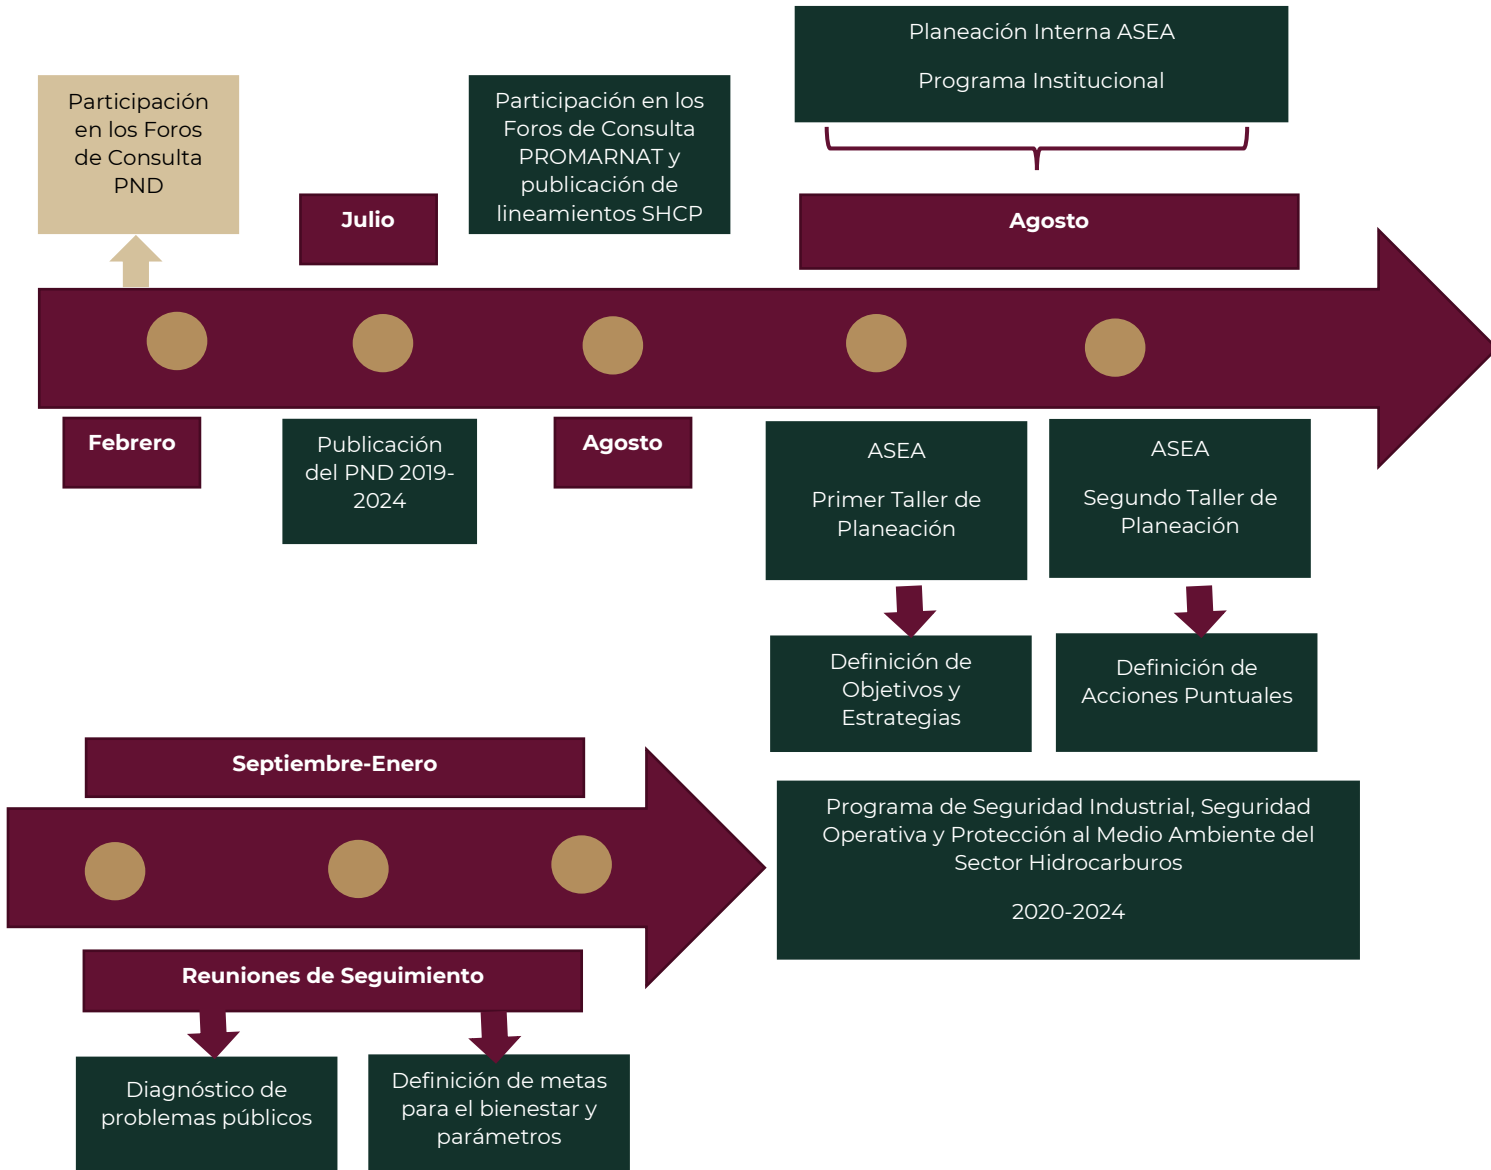 Participación
en los Foros
de Consulta
PND
Febrero
Julio
Publicación
del PND 2019-
2024
Participación en los
Foros de Consulta
PROMARNAT y
publicación de
lineamientos SHCP
Agosto
Planeación Interna ASEA
Programa Institucional
Agosto
ASEA
Primer Taller de
Planeación
Definición de
Objetivos y
Estrategias
ASEA
Segundo Taller de
Planeación
Definición de
Acciones Puntuales
Septiembre-Enero
Reuniones de Seguimiento
Diagnóstico de
problemas públicos
Definición de metas
para el bienestar y
parámetros
Programa de Seguridad Industrial, Seguridad
Operativa y Protección al Medio Ambiente del
Sector Hidrocarburos
2020-2024